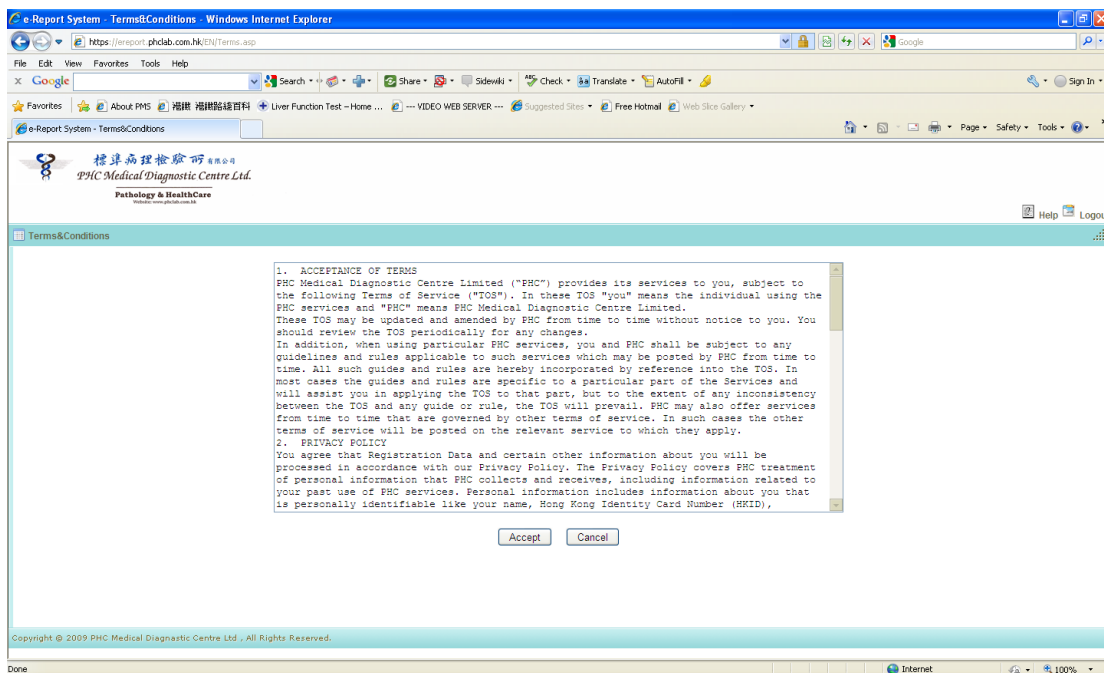 e-Report System - Terms&Conditions - Windows Internet Explorer
https://ereport.phclab.com.hk/EN/Terms.asp
Google
File Edit View Favorites Tools Help
x Google Search Share Sidewiki Check Translate AutoFill Sign In
Favorites About PMS Liver Function Test – Home ... --- VIDEO WEB SERVER --- Suggested Sites Free Hotmail Web Slice Gallery
e-Report System - Terms&Conditions Page Safety Tools
標準病理檢驗所有限公司
PHC Medical Diagnostic Centre Ltd.
Pathology & HealthCare
Website: www.phclab.com.hk
Help Logou
Terms&Conditions
1. ACCEPTANCE OF TERMS
PHC Medical Diagnostic Centre Limited ("PHC") provides its services to you, subject to
the following Terms of Service ("TOS"). In these TOS "you" means the individual using the
PHC services and "PHC" means PHC Medical Diagnostic Centre Limited.
These TOS may be updated and amended by PHC from time to time without notice to you. You
should review the TOS periodically for any changes.
In addition, when using particular PHC services, you and PHC shall be subject to any
guidelines and rules applicable to such services which may be posted by PHC from time to
time. All such guides and rules are hereby incorporated by reference into the TOS. In
most cases the guides and rules are specific to a particular part of the Services and
will assist you in applying the TOS to that part, but to the extent of any inconsistency
between the TOS and any guide or rule, the TOS will prevail. PHC may also offer services
from time to time that are governed by other terms of service. In such cases the other
terms of service will be posted on the relevant service to which they apply.
2. PRIVACY POLICY
You agree that Registration Data and certain other information about you will be
processed in accordance with our Privacy Policy. The Privacy Policy covers PHC treatment
of personal information that PHC collects and receives, including information related to
your past use of PHC services. Personal information includes information about you that
is personally identifiable like your name, Hong Kong Identity Card Number (HKID),
Accept Cancel
Copyright @ 2009 PHC Medical Diagnostic Centre Ltd , All Rights Reserved.
Done Internet 100%